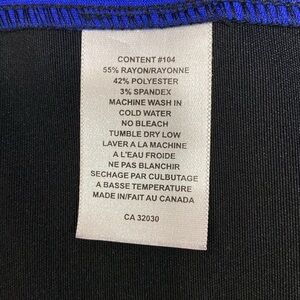 CONTENT #104
55% RAYON/RAYONNE
42% POLYESTER
3% SPANDEX
MACHINE WASH IN
COLD WATER
NO BLEACH
TUMBLE DRY LOW
LAVER A LA MACHINE
A L'EAU FROIDE
NE PAS BLANCHIR
SECHAGE PAR CULBUTAGE
A BASSE TEMPERATURE
MADE IN/FAIT AU CANADA
CA 32030